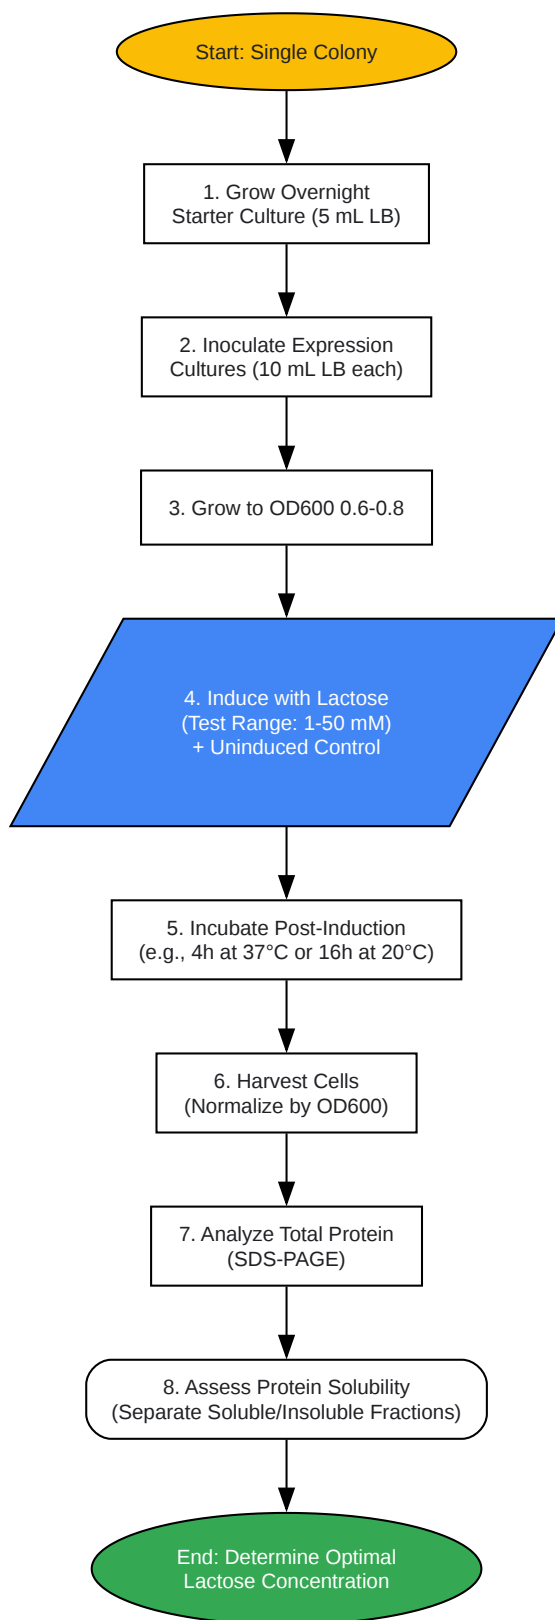 Start: Single Colony
1. Grow Overnight
Starter Culture (5 mL LB)
2. Inoculate Expression
Cultures (10 mL LB each)
3. Grow to OD600 0.6-0.8
4. Induce with Lactose
(Test Range: 1-50 mM)
+ Uninduced Control
5. Incubate Post-Induction
(e.g., 4h at 37°C or 16h at 20°C)
6. Harvest Cells
(Normalize by OD600)
7. Analyze Total Protein
(SDS-PAGE)
8. Assess Protein Solubility
(Separate Soluble/Insoluble Fractions)
End: Determine Optimal
Lactose Concentration